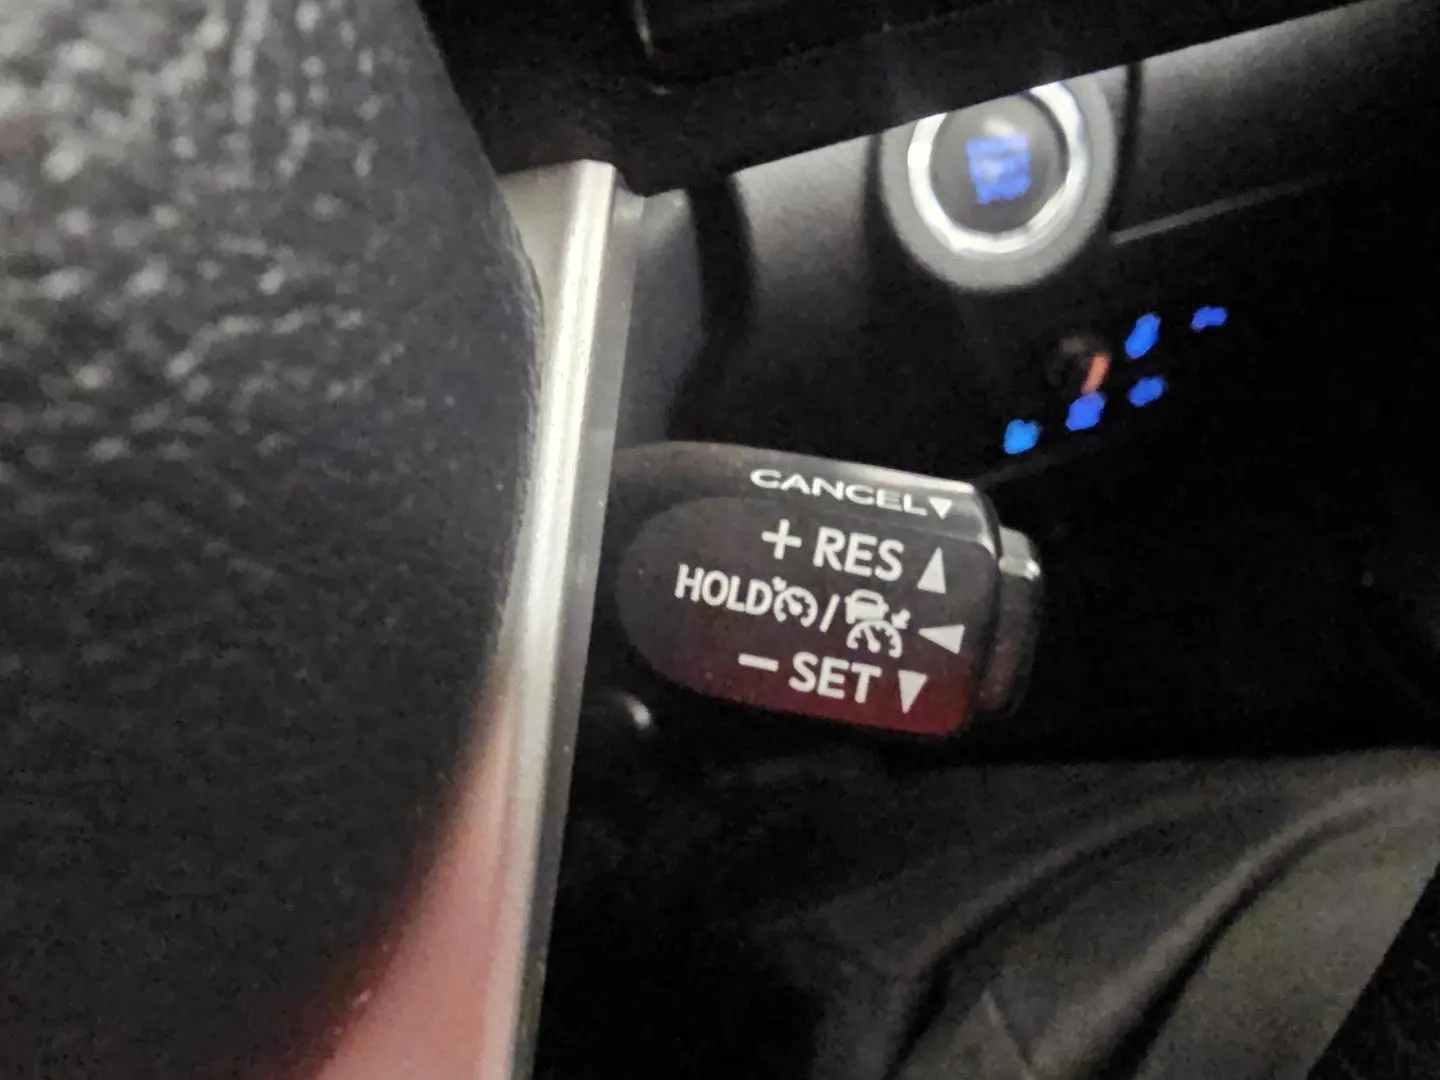 CANCEL▼
+ RES ▲
HOLD / ◀
− SET ▼